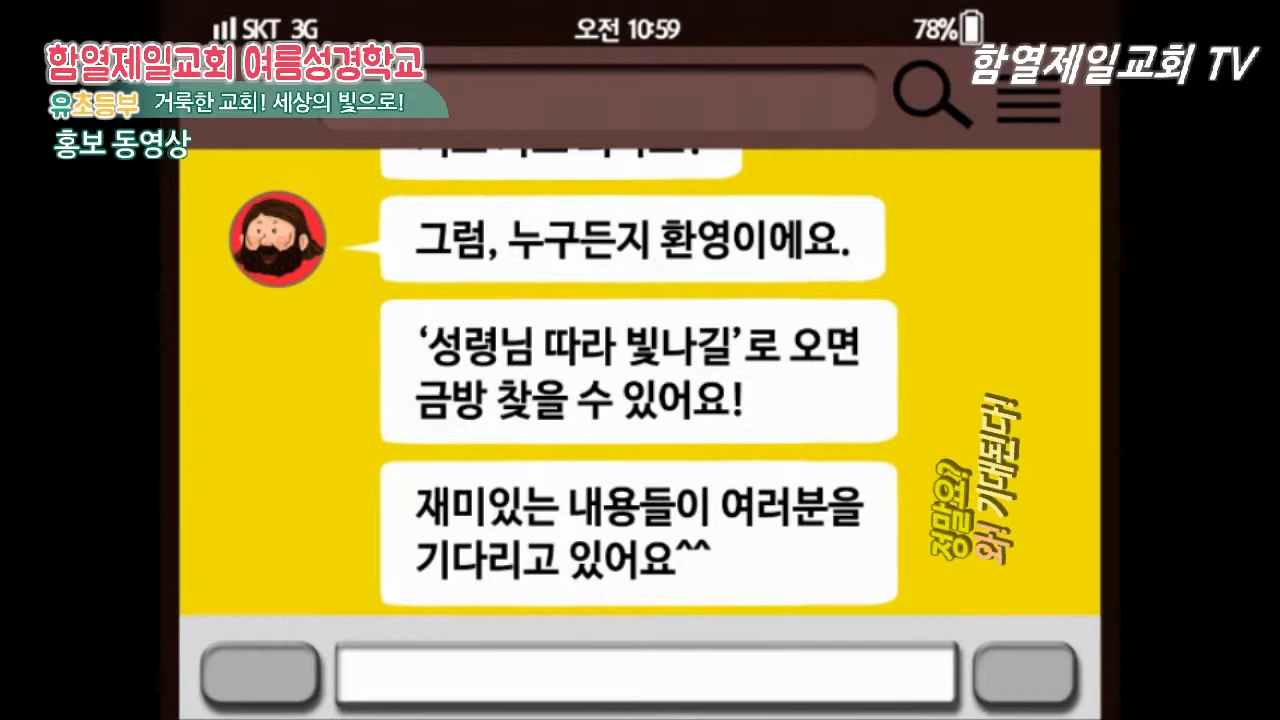 SKT 3G
오전 10:59
78%
함열제일교회 여름성경학교
함열제일교회 TV
유초등부 거룩한 교회! 세상의 빛으로!
홍보 동영상
그럼, 누구든지 환영이에요.
‘성령님 따라 빛나길’로 오면
금방 찾을 수 있어요!
재미있는 내용들이 여러분을
기다리고 있어요^^
정말요?
와! 기대된다!